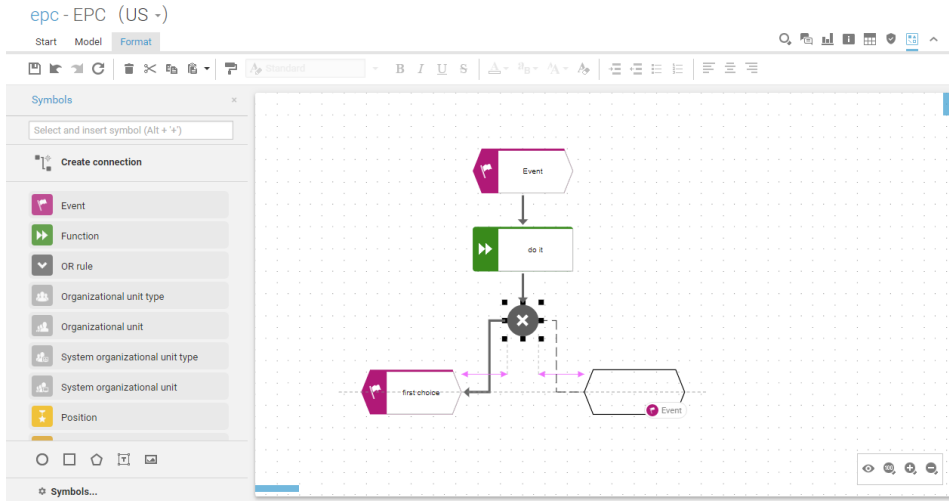 epc - EPC (US -)
Start Model Format
Standard
B I U S
Symbols
Select and insert symbol (Alt + '+')
Create connection
Event
Function
OR rule
Organizational unit type
Organizational unit
System organizational unit type
System organizational unit
Position
Symbols...
Event
do it
first choice
Event
100